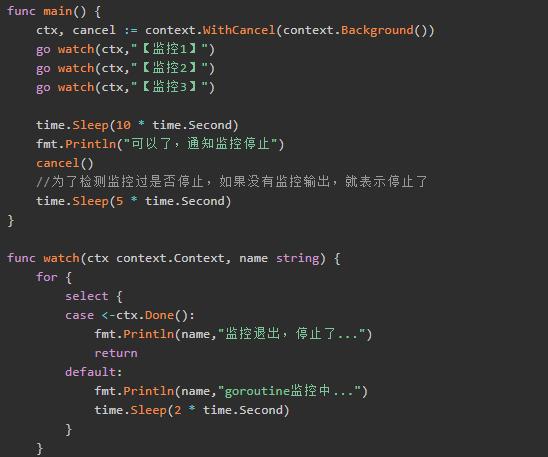 func main() {
    ctx, cancel := context.WithCancel(context.Background())
    go watch(ctx,"【监控1】")
    go watch(ctx,"【监控2】")
    go watch(ctx,"【监控3】")

    time.Sleep(10 * time.Second)
    fmt.Println("可以了，通知监控停止")
    cancel()
    //为了检测监控过是否停止，如果没有监控输出，就表示停止了
    time.Sleep(5 * time.Second)
}

func watch(ctx context.Context, name string) {
    for {
        select {
        case <-ctx.Done():
            fmt.Println(name,"监控退出，停止了...")
            return
        default:
            fmt.Println(name,"goroutine监控中...")
            time.Sleep(2 * time.Second)
        }
    }